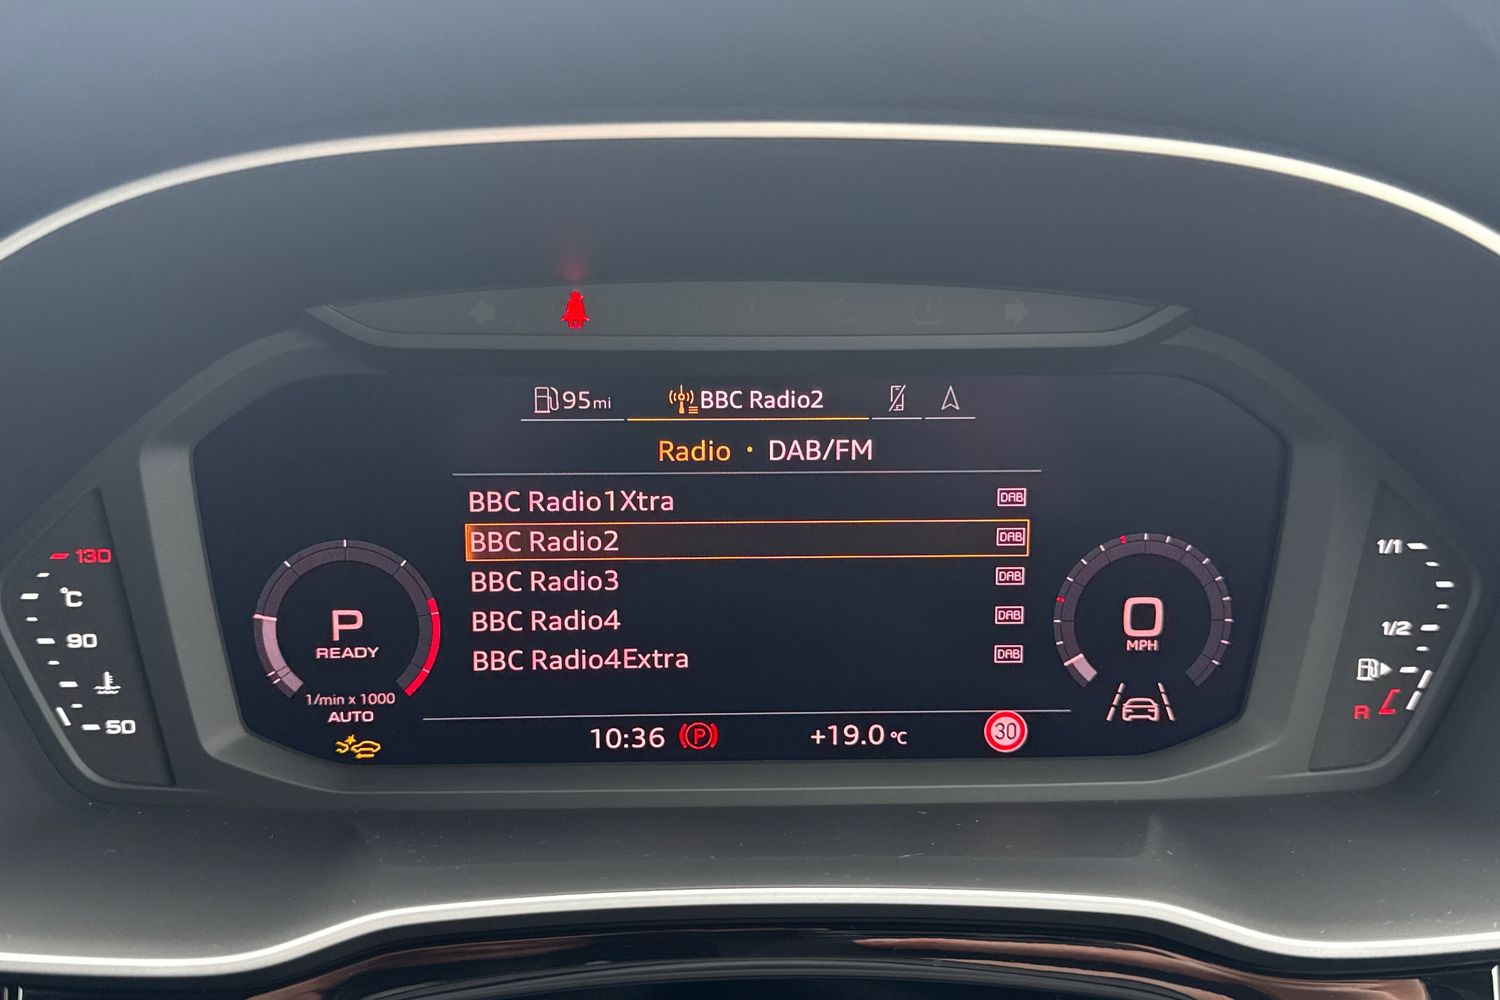 95mi BBC Radio2
Radio · DAB/FM
BBC Radio1Xtra DAB
BBC Radio2 DAB
BBC Radio3 DAB
BBC Radio4 DAB
BBC Radio4Extra DAB
130
°C
90
50
P
READY
1/min x 1000
AUTO
0
MPH
1/1
1/2
R
10:36 P +19.0 °C 30